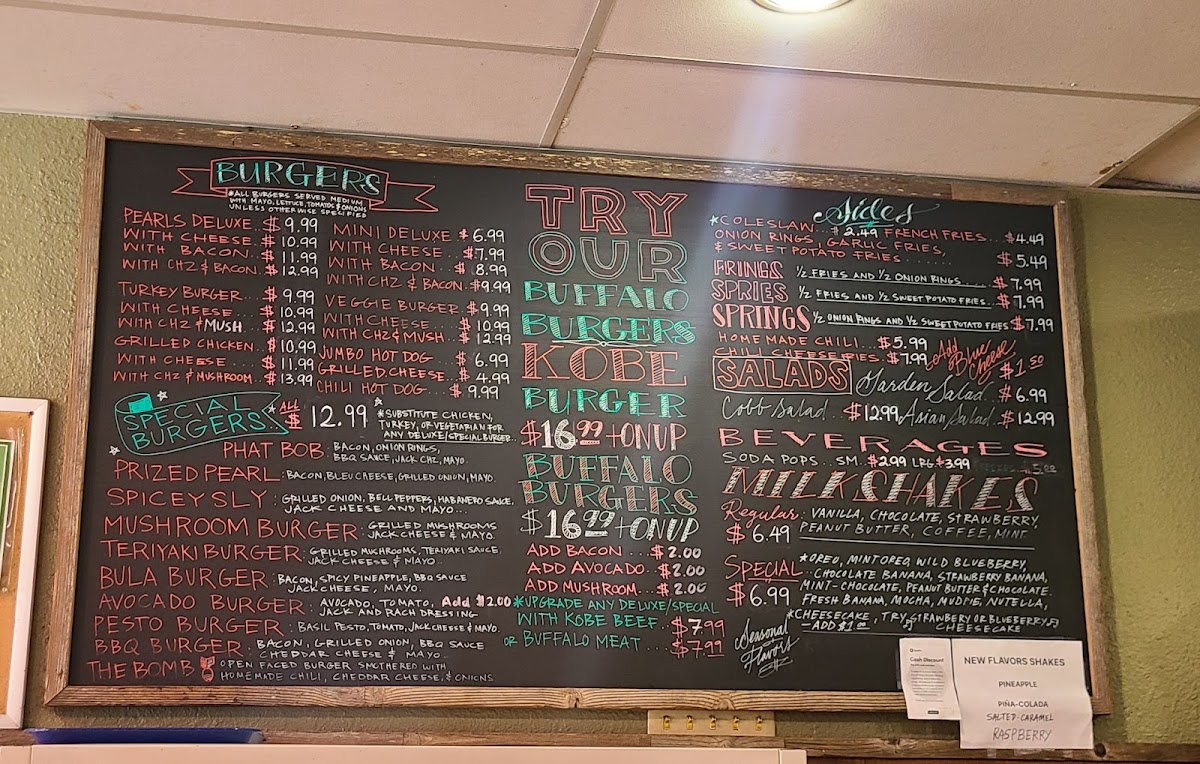 BURGERS
*ALL BURGERS SERVED MEDIUM,
WITH MAYO, LETTUCE, TOMATOS & ONIONS,
UNLESS OTHERWISE SPECIFIED
PEARLS DELUXE.. $9.99
WITH CHEESE. $10.99
WITH BACON.. $11.99
WITH CHZ & BACON. $12.99
TURKEY BURGER... $9.99
WITH CHEESE..... $10.99
WITH CHZ & MUSH.. $12.99
GRILLED CHICKEN. $10.99
WITH CHEESE.... $11.99
WITH CHZ & MUSHROOM.. $13.99
MINI DELUXE. $6.99
WITH CHEESE... $7.99
WITH BACON.. $8.99
WITH CHZ & BACON. $9.99
VEGGIE BURGER.. $9.99
WITH CHEESE.... $10.99
WITH CHZ & MUSH.. $12.99
JUMBO HOT DOG.. $6.99
GRILLED CHEESE.. $4.99
CHILI HOT DOG... $9.99
SPECIAL BURGERS: ALL $12.99
*SUBSTITUTE CHICKEN,
TURKEY, OR VEGETARIAN FOR
ANY DELUXE/SPECIAL BURGER...
PHAT BOB: BACON, ONION RINGS,
BBQ SAUCE, JACK CHZ, MAYO.
PRIZED PEARL: BACON, BLEU CHEESE, GRILLED ONION, MAYO.
SPICEY SLY: GRILLED ONION, BELL PEPPERS, HABANERO SAUCE,
JACK CHEESE AND MAYO...
MUSHROOM BURGER: GRILLED MUSHROOMS
JACK CHEESE & MAYO.
TERIYAKI BURGER: GRILLED MUCHROOMS, TERIYAKI SAUCE,
JACK CHEESE & MAYO..
BULA BURGER: BACON, SPICY PINEAPPLE, BBQ SAUCE
JACK CHEESE, MAYO.
AVOCADO BURGER: AVOCADO, TOMATO, Add $2.00
JACK AND RACH DRESSING
PESTO BURGER: BASIL PESTO, TOMATO, JACK CHEESE & MAYO.
BBQ BURGER: BACON, GRILLED ONION, BBQ SAUCE
CHEDDAR CHEESE & MAYO.
THE BOMB OPEN FACED BURGER SMOTHERED WITH
HOMEMADE CHILI, CHEDDAR CHEESE, & ONIONS
TRY
OUR
BUFFALO
BURGERS
KOBE
BURGER
$16.99 + ON UP
BUFFALO
BURGERS
$16.99 + ON UP
ADD BACON.... $2.00
ADD AVOCADO.. $2.00
ADD MUSHROOM.. $2.00
*UPGRADE ANY DELUXE/SPECIAL
WITH KOBE BEEF.. $7.99
OR BUFFALO MEAT.... $7.99
Sides
*COLESLAW... $2.49 FRENCH FRIES... $4.49
ONION RINGS, GARLIC FRIES,
& SWEET POTATO FRIES....... $5.49
FRINGS ½ FRIES AND ½ ONION RINGS..... $7.99
SPRIES ½ FRIES AND ½ SWEET POTATO FRIES.. $7.99
SPRINGS ½ ONION RINGS AND ½ SWEET POTATO FRIES $7.99
HOME MADE CHILI... $5.99
CHILI CHEESE FRIES.. $7.99
Add Blue Cheese $1.50
SALADS Garden Salad... $6.99
Cobb Salad.. $12.99 Asian Salad.. $12.99
BEVERAGES
SODA POPS... SM.. $2.99 LRG. $3.99
MILKSHAKES
Regular: VANILLA, CHOCOLATE, STRAWBERRY,
$6.49 PEANUT BUTTER, COFFEE, MINT.
SPECIAL *OREO, MINT OREO, WILD BLUEBERRY,
$6.99 CHOCOLATE BANANA, STRAWBERRY BANANA,
MINT-CHOCOLATE, PEANUT BUTTER & CHOCOLATE.
FRESH BANANA, MOCHA, MUDPIE, NUTELLA,
*CHEESECAKE, TRY STRAWBERY OR BLUEBERRY
ADD $1.00 CHEESECAKE
Seasonal
Flavors
Cash Discount
NEW FLAVORS SHAKES
PINEAPPLE
PIÑA-COLADA
SALTED-CARAMEL
RASPBERRY